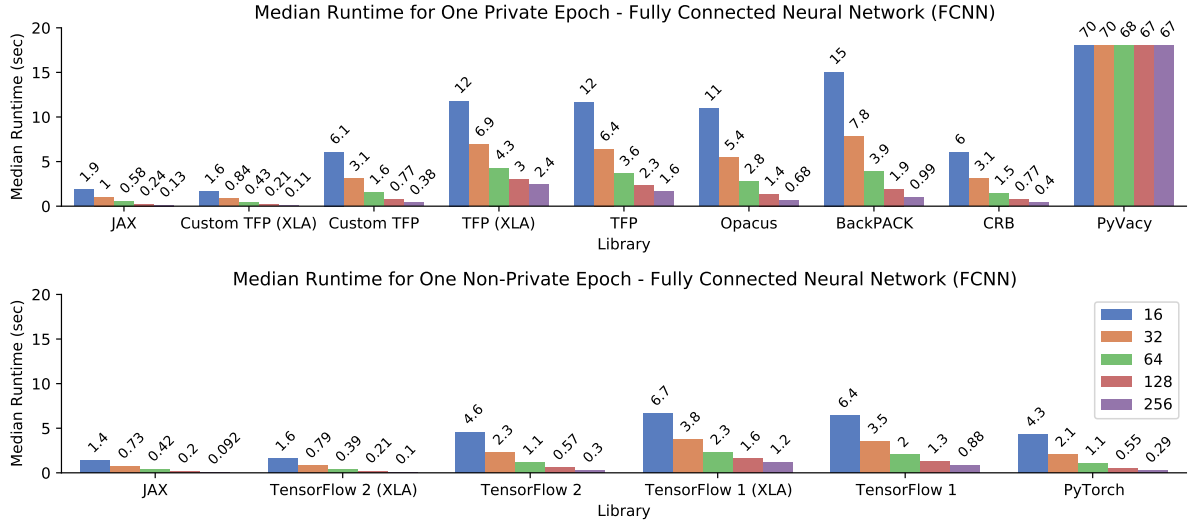 Median Runtime for One Private Epoch - Fully Connected Neural Network (FCNN)
Median Runtime (sec)
20
15
10
5
0
1.9 1 0.58 0.24 0.13
1.6 0.84 0.43 0.21 0.11
6.1 3.1 1.6 0.77 0.38
12 6.9 4.3 3 2.4
12 6.4 3.6 2.3 1.6
11 5.4 2.8 1.4 0.68
15 7.8 3.9 1.9 0.99
6 3.1 1.5 0.77 0.4
70 70 68 67 67
JAX Custom TFP (XLA) Custom TFP TFP (XLA) TFP Opacus BackPACK CRB PyVacy
Library
Median Runtime for One Non-Private Epoch - Fully Connected Neural Network (FCNN)
Median Runtime (sec)
20
15
10
5
0
1.4 0.73 0.42 0.2 0.092
1.6 0.79 0.39 0.21 0.1
4.6 2.3 1.1 0.57 0.3
6.7 3.8 2.3 1.6 1.2
6.4 3.5 2 1.3 0.88
4.3 2.1 1.1 0.55 0.29
16
32
64
128
256
JAX TensorFlow 2 (XLA) TensorFlow 2 TensorFlow 1 (XLA) TensorFlow 1 PyTorch
Library